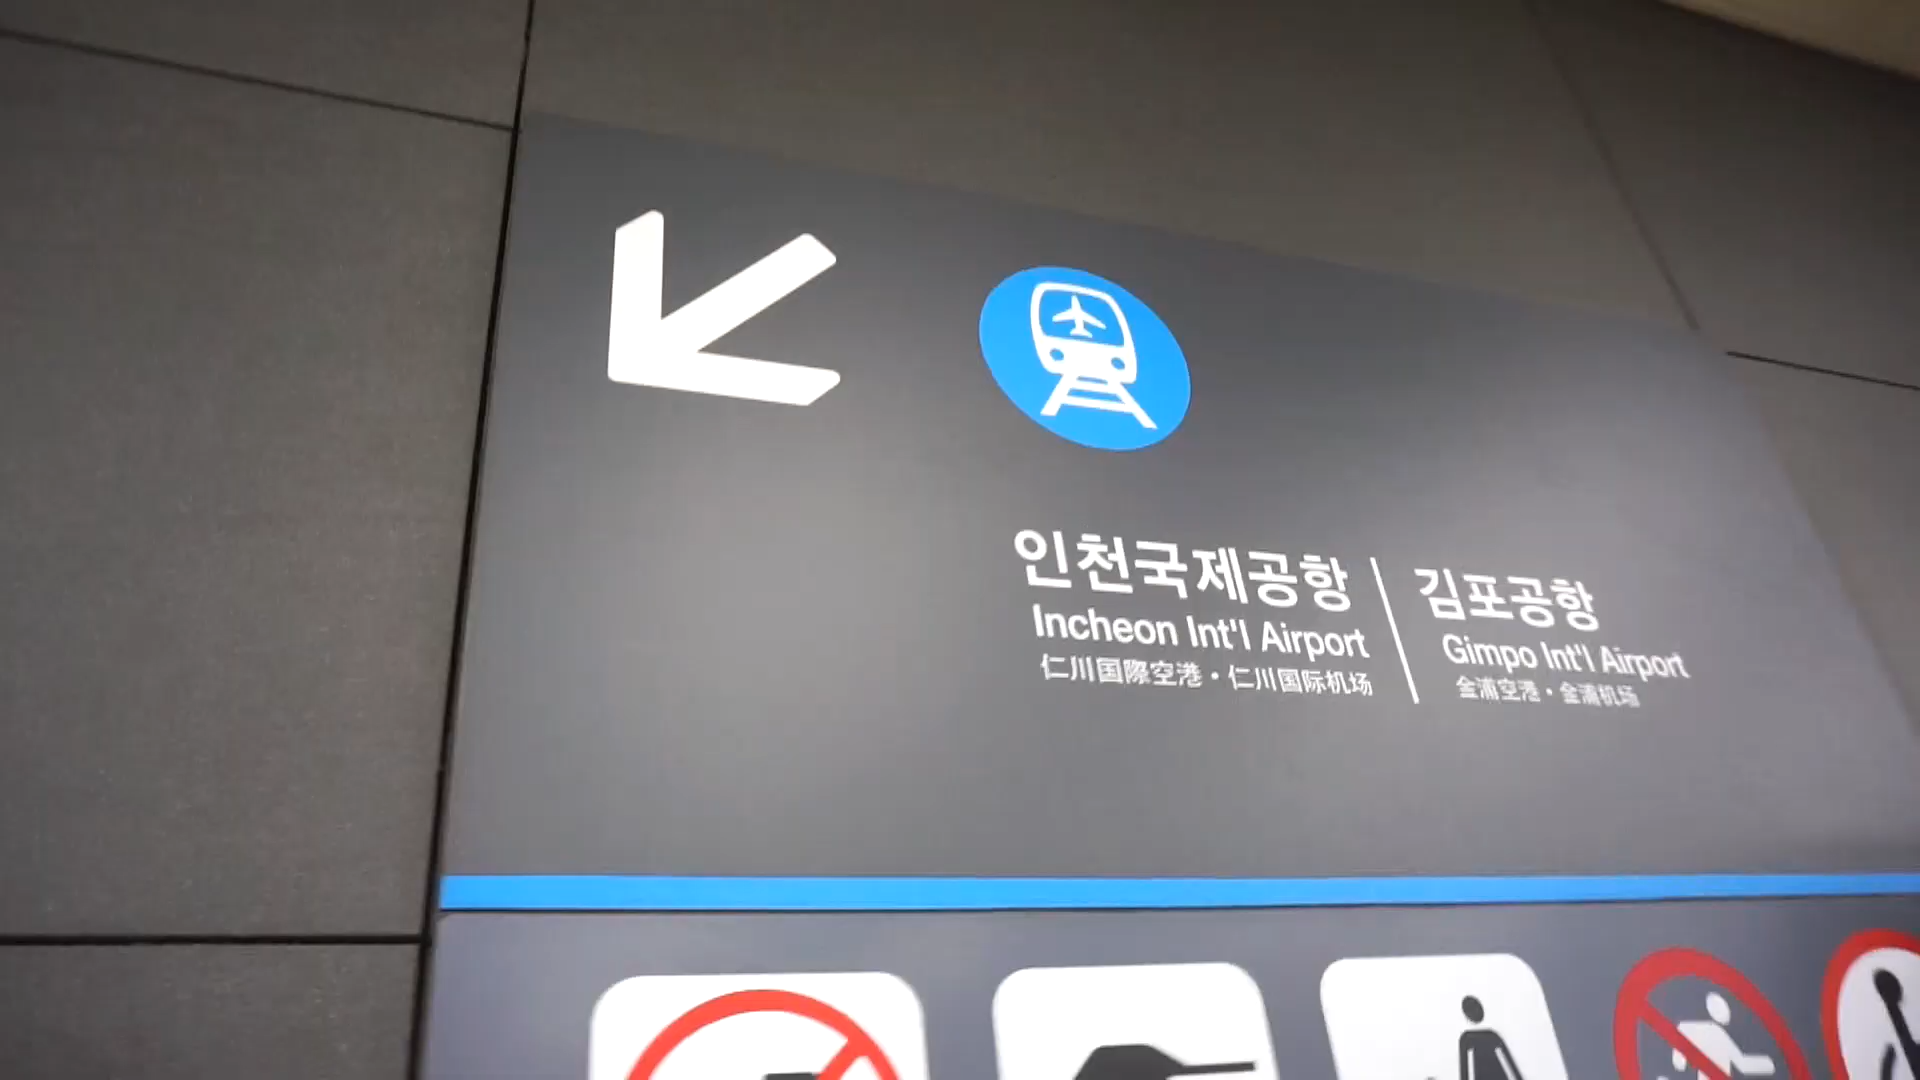 인천국제공항
Incheon Int'l Airport
仁川国際空港・仁川国际机场
김포공항
Gimpo Int'l Airport
金浦空港・金浦机场